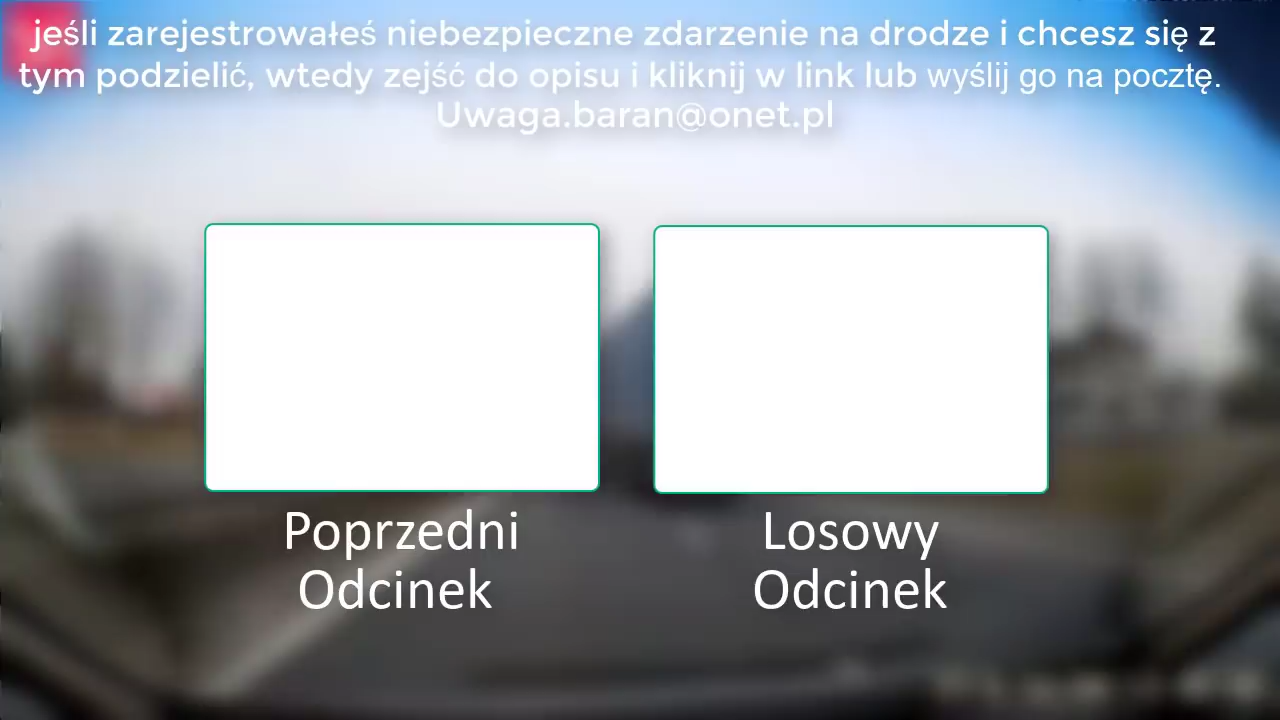 jeśli zarejestrowałeś niebezpieczne zdarzenie na drodze i chcesz się z
tym podzielić, wtedy zejść do opisu i kliknij w link lub wyślij go na pocztę.
Uwaga.baran@onet.pl
Poprzedni
Odcinek
Losowy
Odcinek